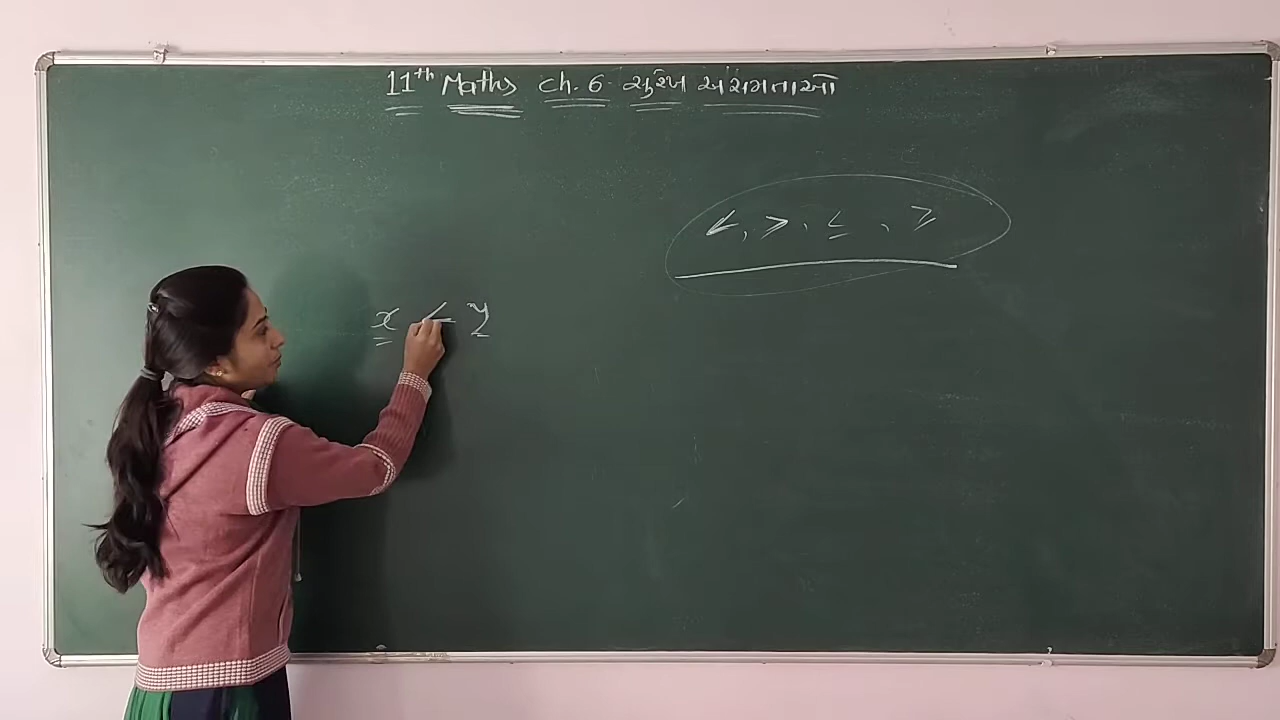 11th Maths ch. 6 સુરેખ અસમતાઓ
<, >, ≤, ≥
x < y